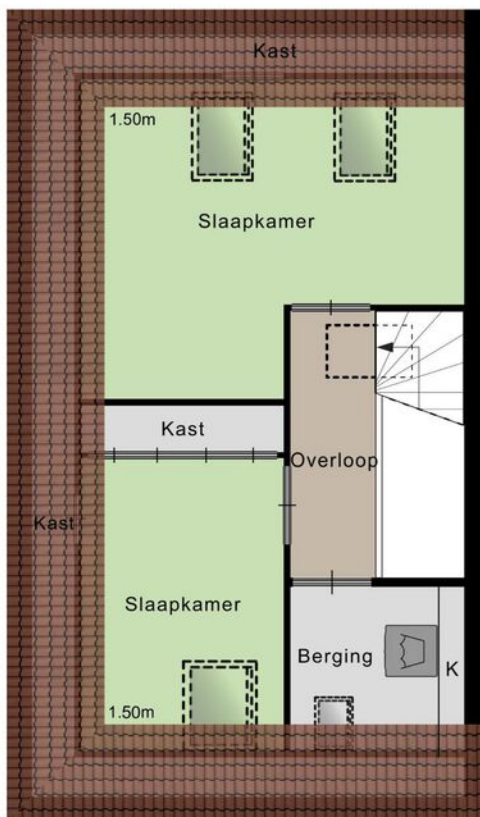 Kast
1.50m
Slaapkamer
Kast
Overloop
Kast
Slaapkamer
Berging
K
1.50m